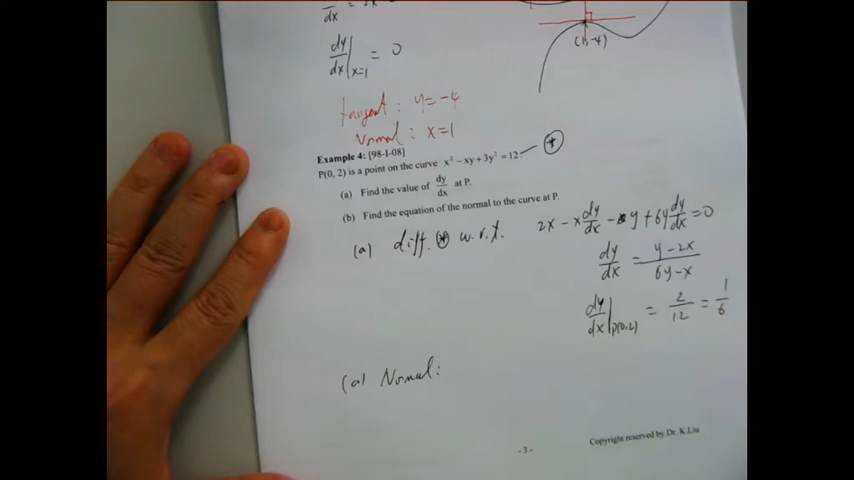 dy/dx = 2x
(1,-4)
dy/dx|x=1 = 0
tangent : y = -4
Normal : x = 1
Example 4: [98-I-08]
P(0, 2) is a point on the curve x² − xy + 3y² = 12. — *
(a) Find the value of dy/dx at P.
(b) Find the equation of the normal to the curve at P.
(a) diff. * w.r.t. 2x - x dy/dx - y + 6y dy/dx = 0
dy/dx = (y - 2x)/(6y - x)
dy/dx|P(0,2) = 2/12 = 1/6
(a) Normal:
- 3 -
Copyright reserved by Dr. K.Liu